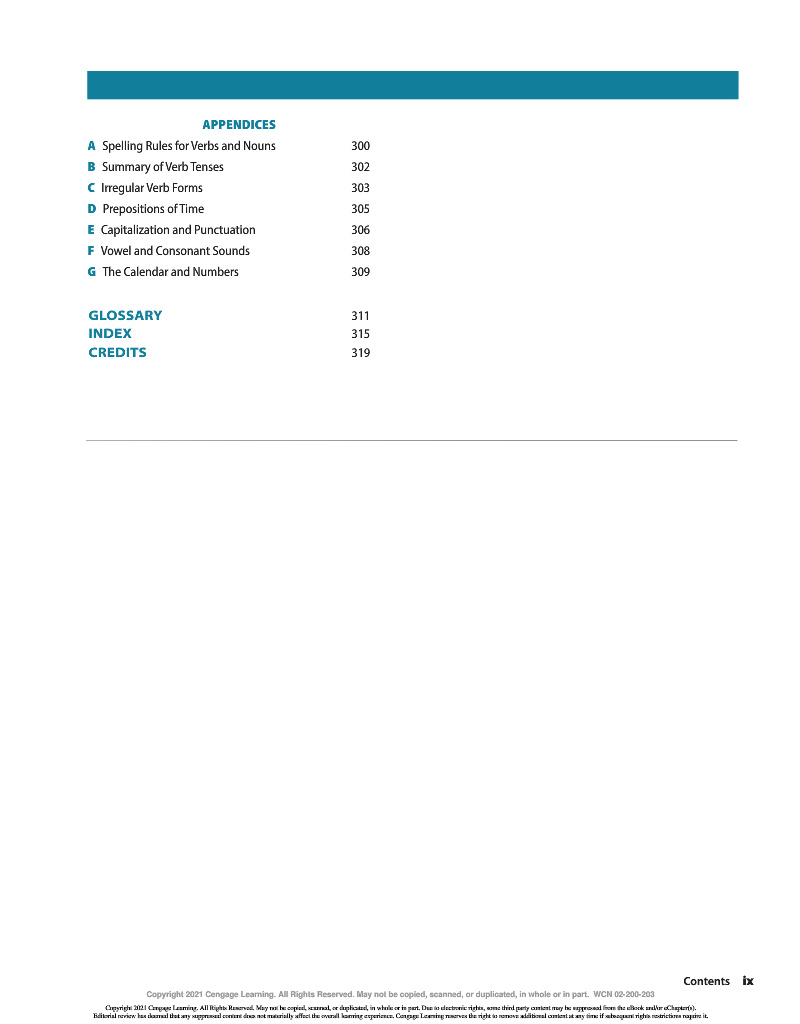 APPENDICES
A Spelling Rules for Verbs and Nouns 300
B Summary of Verb Tenses 302
C Irregular Verb Forms 303
D Prepositions of Time 305
E Capitalization and Punctuation 306
F Vowel and Consonant Sounds 308
G The Calendar and Numbers 309
GLOSSARY 311
INDEX 315
CREDITS 319
Contents ix
Copyright 2021 Cengage Learning. All Rights Reserved. May not be copied, scanned, or duplicated, in whole or in part. WCN 02-200-203
Copyright 2021 Cengage Learning. All Rights Reserved. May not be copied, scanned, or duplicated, in whole or in part. Due to electronic rights, some third party content may be suppressed from the eBook and/or eChapter(s).
Editorial review has deemed that any suppressed content does not materially affect the overall learning experience. Cengage Learning reserves the right to remove additional content at any time if subsequent rights restrictions require it.